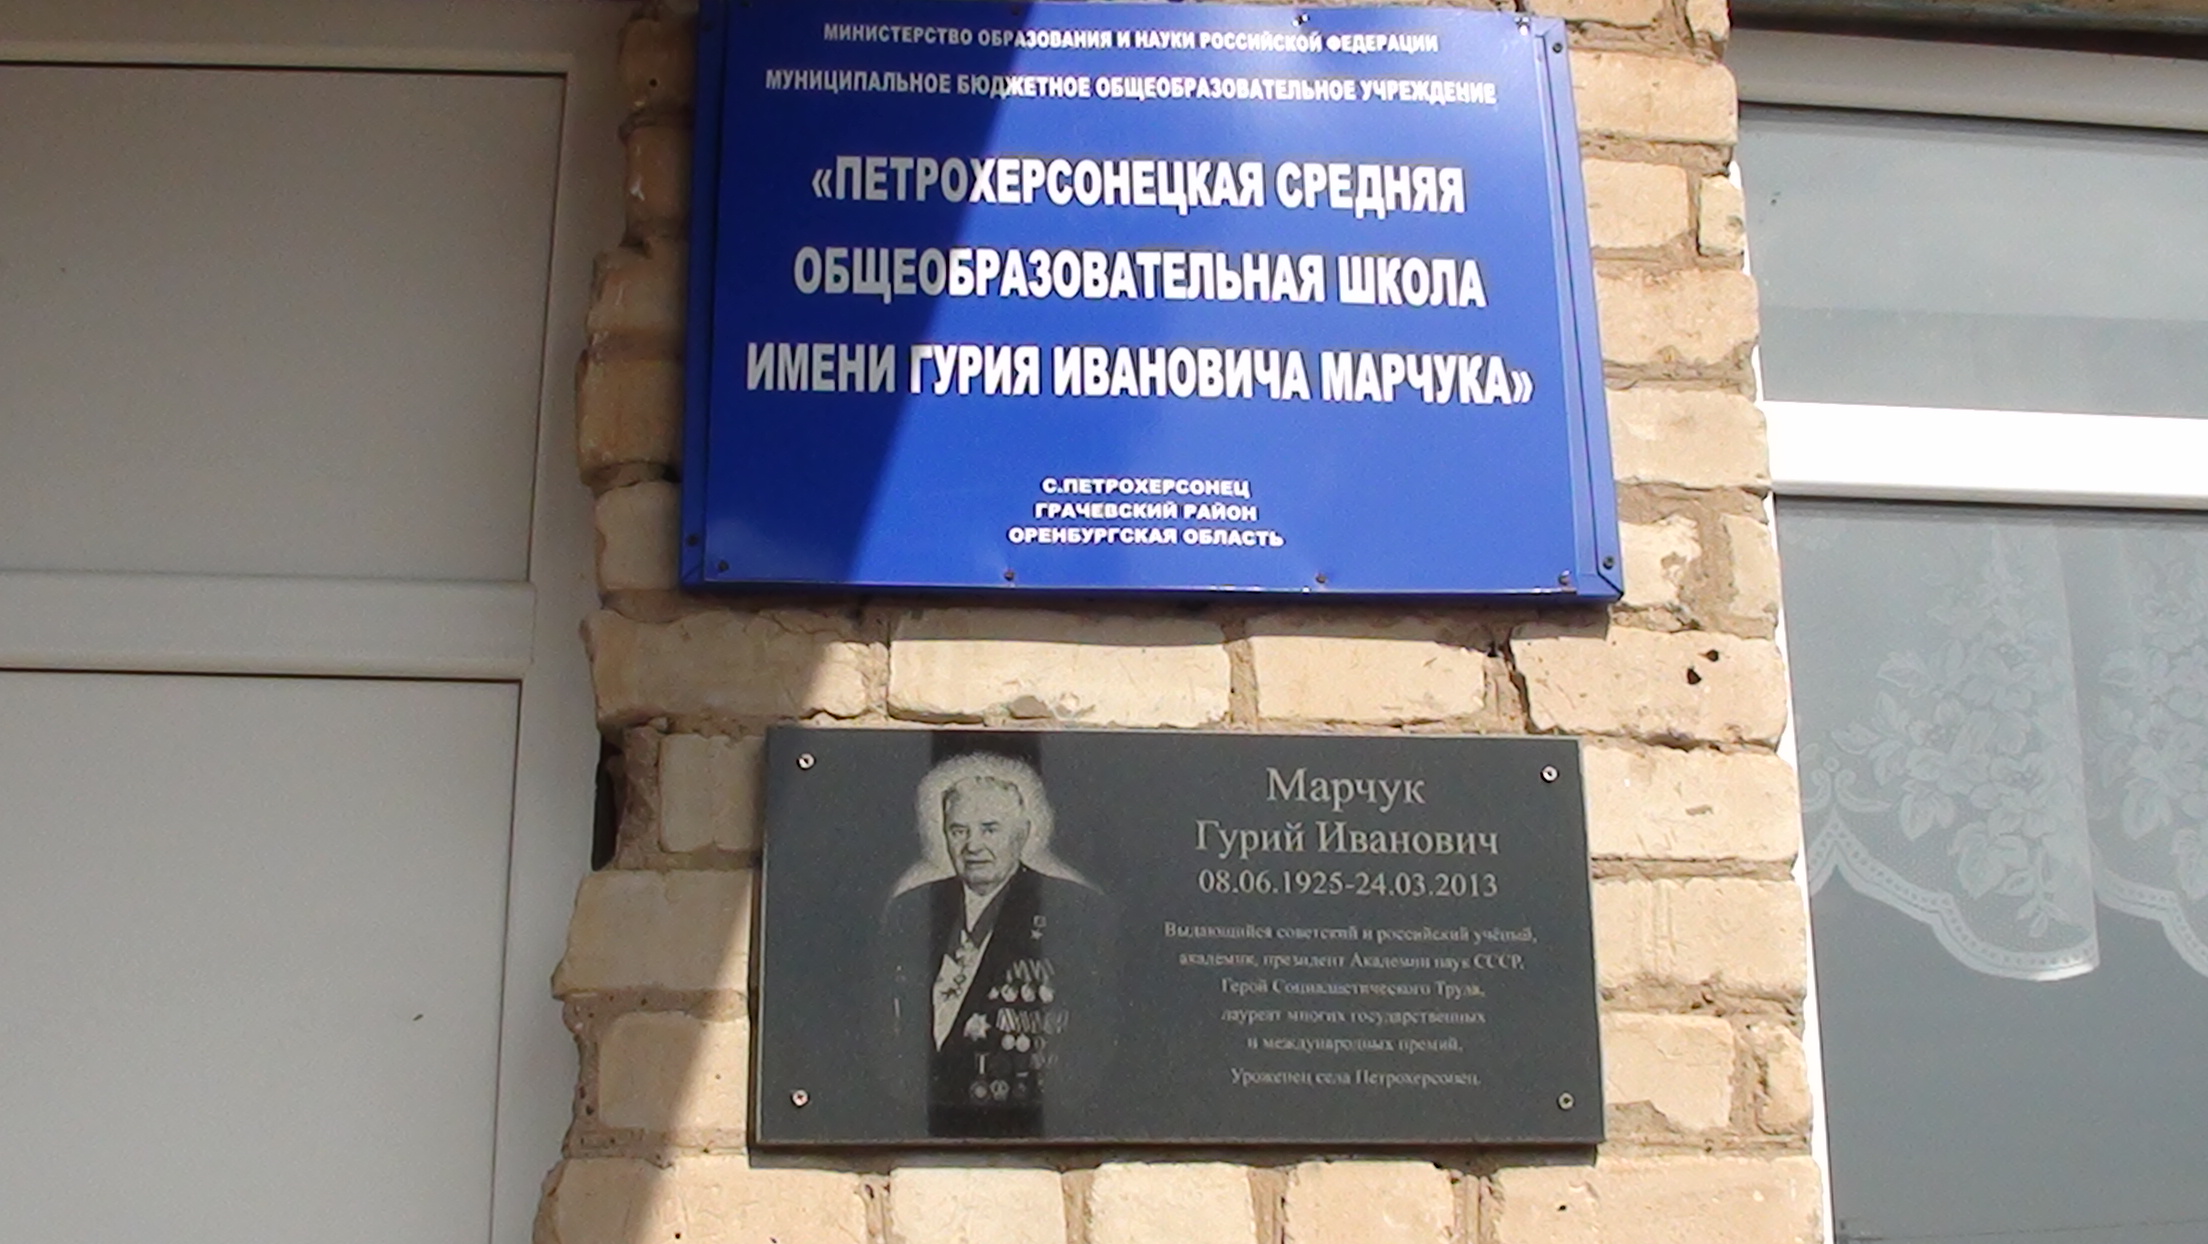 МИНИСТЕРСТВО ОБРАЗОВАНИЯ И НАУКИ РОССИЙСКОЙ ФЕДЕРАЦИИ
МУНИЦИПАЛЬНОЕ БЮДЖЕТНОЕ ОБЩЕОБРАЗОВАТЕЛЬНОЕ УЧРЕЖДЕНИЕ
«ПЕТРОХЕРСОНЕЦКАЯ СРЕДНЯЯ
ОБЩЕОБРАЗОВАТЕЛЬНАЯ ШКОЛА
ИМЕНИ ГУРИЯ ИВАНОВИЧА МАРЧУКА»
С.ПЕТРОХЕРСОНЕЦ
ГРАЧЕВСКИЙ РАЙОН
ОРЕНБУРГСКАЯ ОБЛАСТЬ
Марчук
Гурий Иванович
08.06.1925-24.03.2013
Выдающийся советский и российский учёный,
академик, президент Академии наук СССР,
Герой Социалистического Труда,
лауреат многих государственных
и международных премий.
Уроженец села Петрохерсонец.